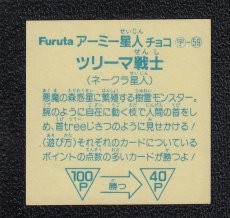 Furuta アーミー星人チョコ 宇-59
ツリーマ戦士
(ネークラ星人)
悪魔の森惑星に繁殖する樹霊モンスター。
腕のように自在に動く枝で人間の首をし
め、首treeじさつのように見せかける！
〈遊び方〉それぞれのカードについている
ポイントの点数の多いカードが勝つよ！
100P 勝つ 40P